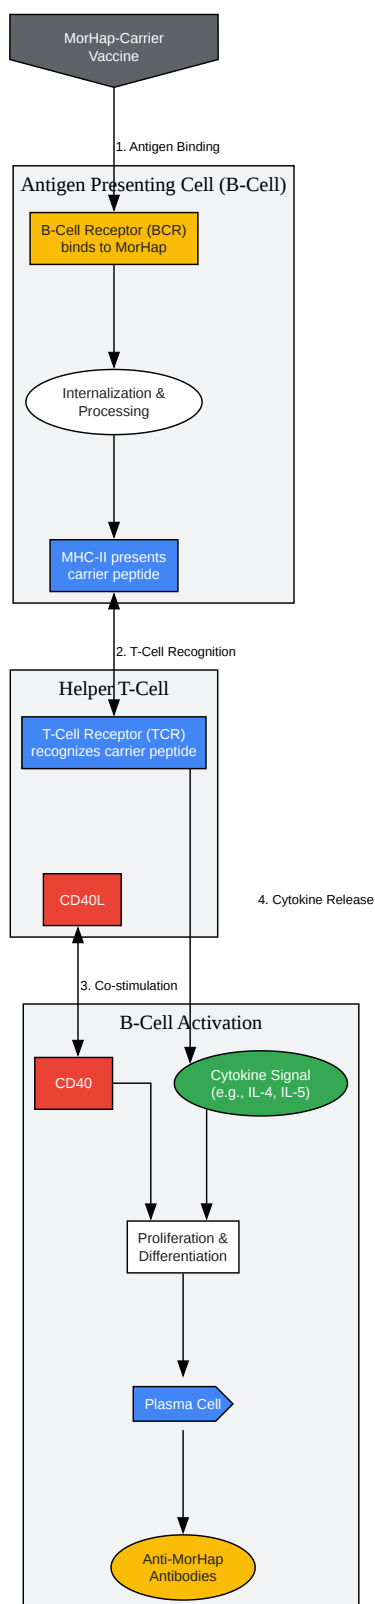 MorHap-Carrier
Vaccine
1. Antigen Binding
Antigen Presenting Cell (B-Cell)
B-Cell Receptor (BCR)
binds to MorHap
Internalization &
Processing
MHC-II presents
carrier peptide
2. T-Cell Recognition
Helper T-Cell
T-Cell Receptor (TCR)
recognizes carrier peptide
CD40L
4. Cytokine Release
3. Co-stimulation
B-Cell Activation
CD40
Cytokine Signal
(e.g., IL-4, IL-5)
Proliferation &
Differentiation
Plasma Cell
Anti-MorHap
Antibodies